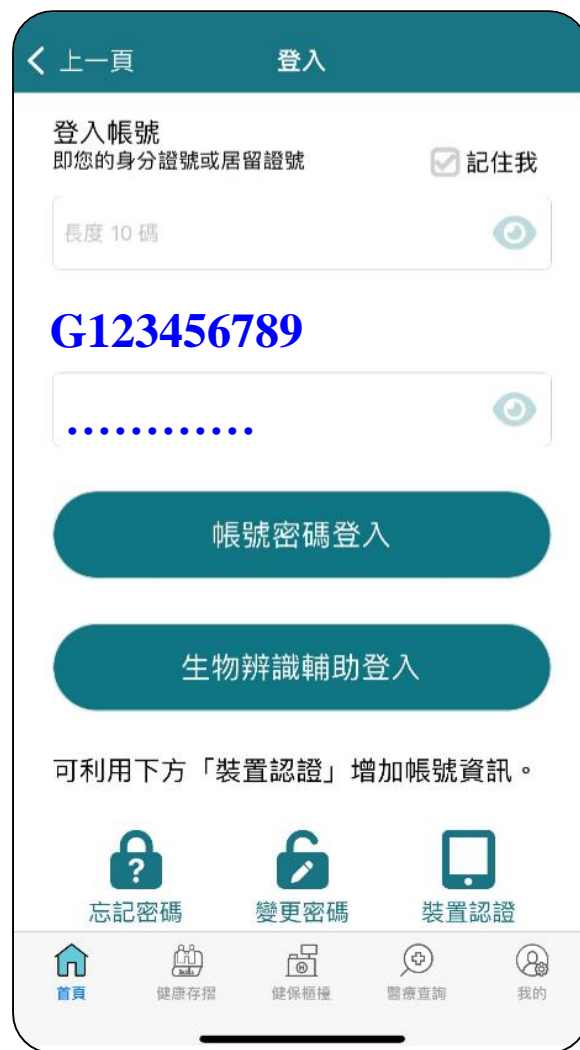 上一頁 登入
登入帳號
即您的身分證號或居留證號 記住我
長度 10 碼
G123456789
............
帳號密碼登入
生物辨識輔助登入
可利用下方「裝置認證」增加帳號資訊。
?
忘記密碼 變更密碼 裝置認證
首頁 健康存摺 健保櫃檯 醫療查詢 我的